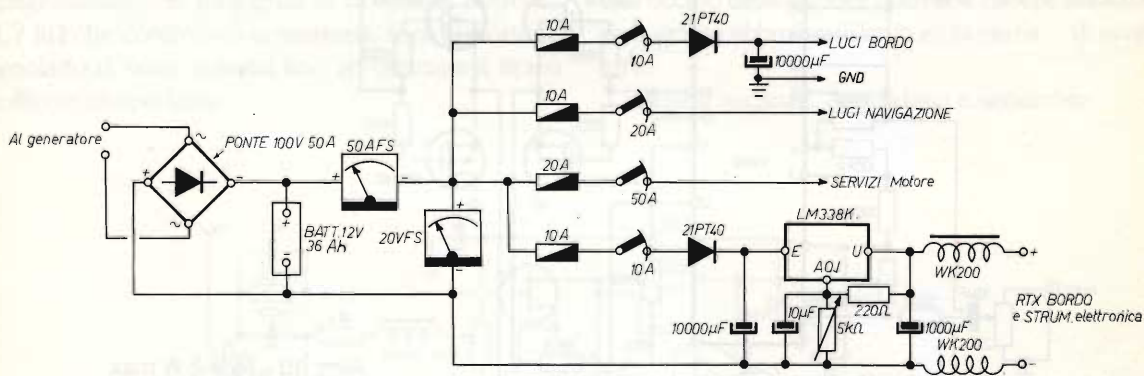 10A
21PT40
10A
10000µF
LUCI BORDO
GND
10A
20A
LUCI NAVIGAZIONE
Al generatore
~
PONTE 100V 50A
+
-
~
50AFS
+
-
20A
50A
SERVIZI Motore
BATT.12V
36 Ah
+
-
20VFS
+
-
10A
10A
21PT40
LM338K
E
U
ADJ
WK200
+
10000µF
10µF
5kΩ
220Ω
1000µF
RTX BORDO
e STRUM.elettronica
WK200
-